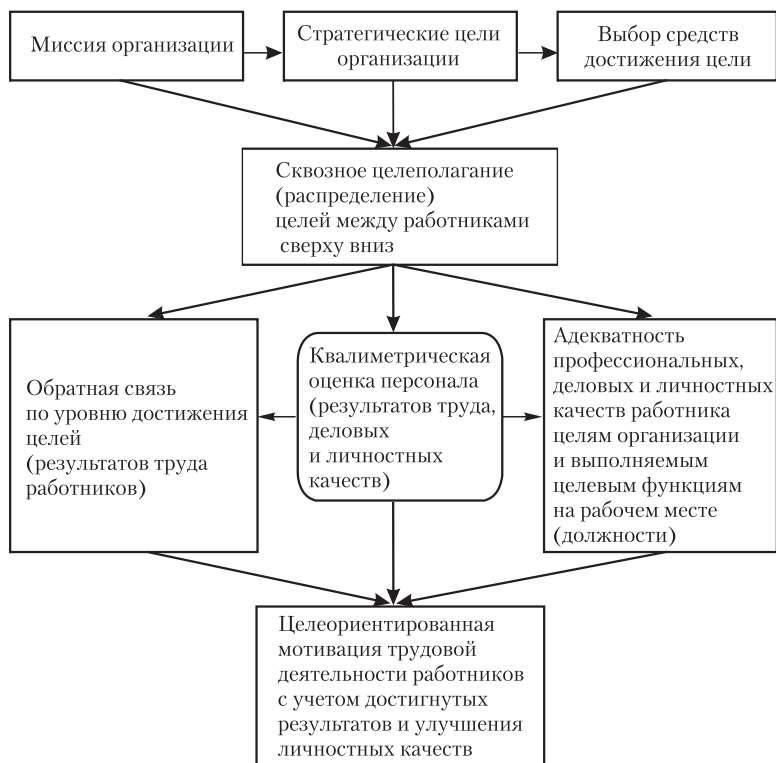 Миссия организации
Стратегические цели
организации
Выбор средств
достижения цели
Сквозное целеполагание
(распределение)
целей между работниками
сверху вниз
Обратная связь
по уровню достижения
целей
(результатов труда
работников)
Квалиметрическая
оценка персонала
(результатов труда,
деловых
и личностных
качеств)
Адекватность
профессиональных,
деловых и личностных
качеств работника
целям организации
и выполняемым
целевым функциям
на рабочем месте
(должности)
Целеориентированная
мотивация трудовой
деятельности работников
с учетом достигнутых
результатов и улучшения
личностных качеств